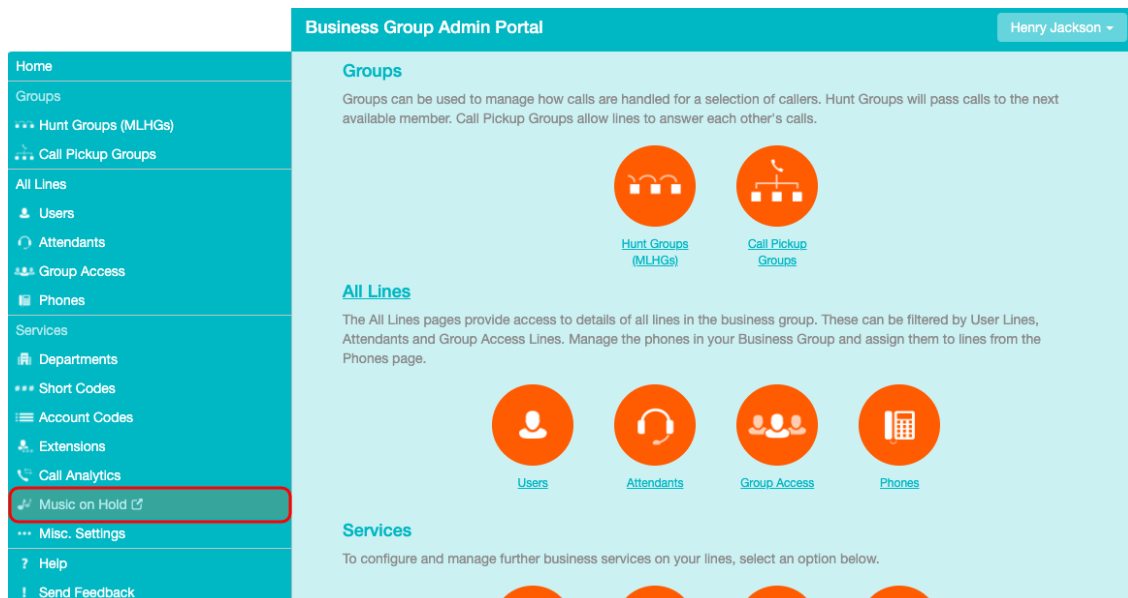 Business Group Admin Portal
Henry Jackson
Home
Groups
Hunt Groups (MLHGs)
Call Pickup Groups
All Lines
Users
Attendants
Group Access
Phones
Services
Departments
Short Codes
Account Codes
Extensions
Call Analytics
Music on Hold
Misc. Settings
Help
Send Feedback
Groups
Groups can be used to manage how calls are handled for a selection of callers. Hunt Groups will pass calls to the next
available member. Call Pickup Groups allow lines to answer each other's calls.
Hunt Groups
(MLHGs)
Call Pickup
Groups
All Lines
The All Lines pages provide access to details of all lines in the business group. These can be filtered by User Lines,
Attendants and Group Access Lines. Manage the phones in your Business Group and assign them to lines from the
Phones page.
Users
Attendants
Group Access
Phones
Services
To configure and manage further business services on your lines, select an option below.